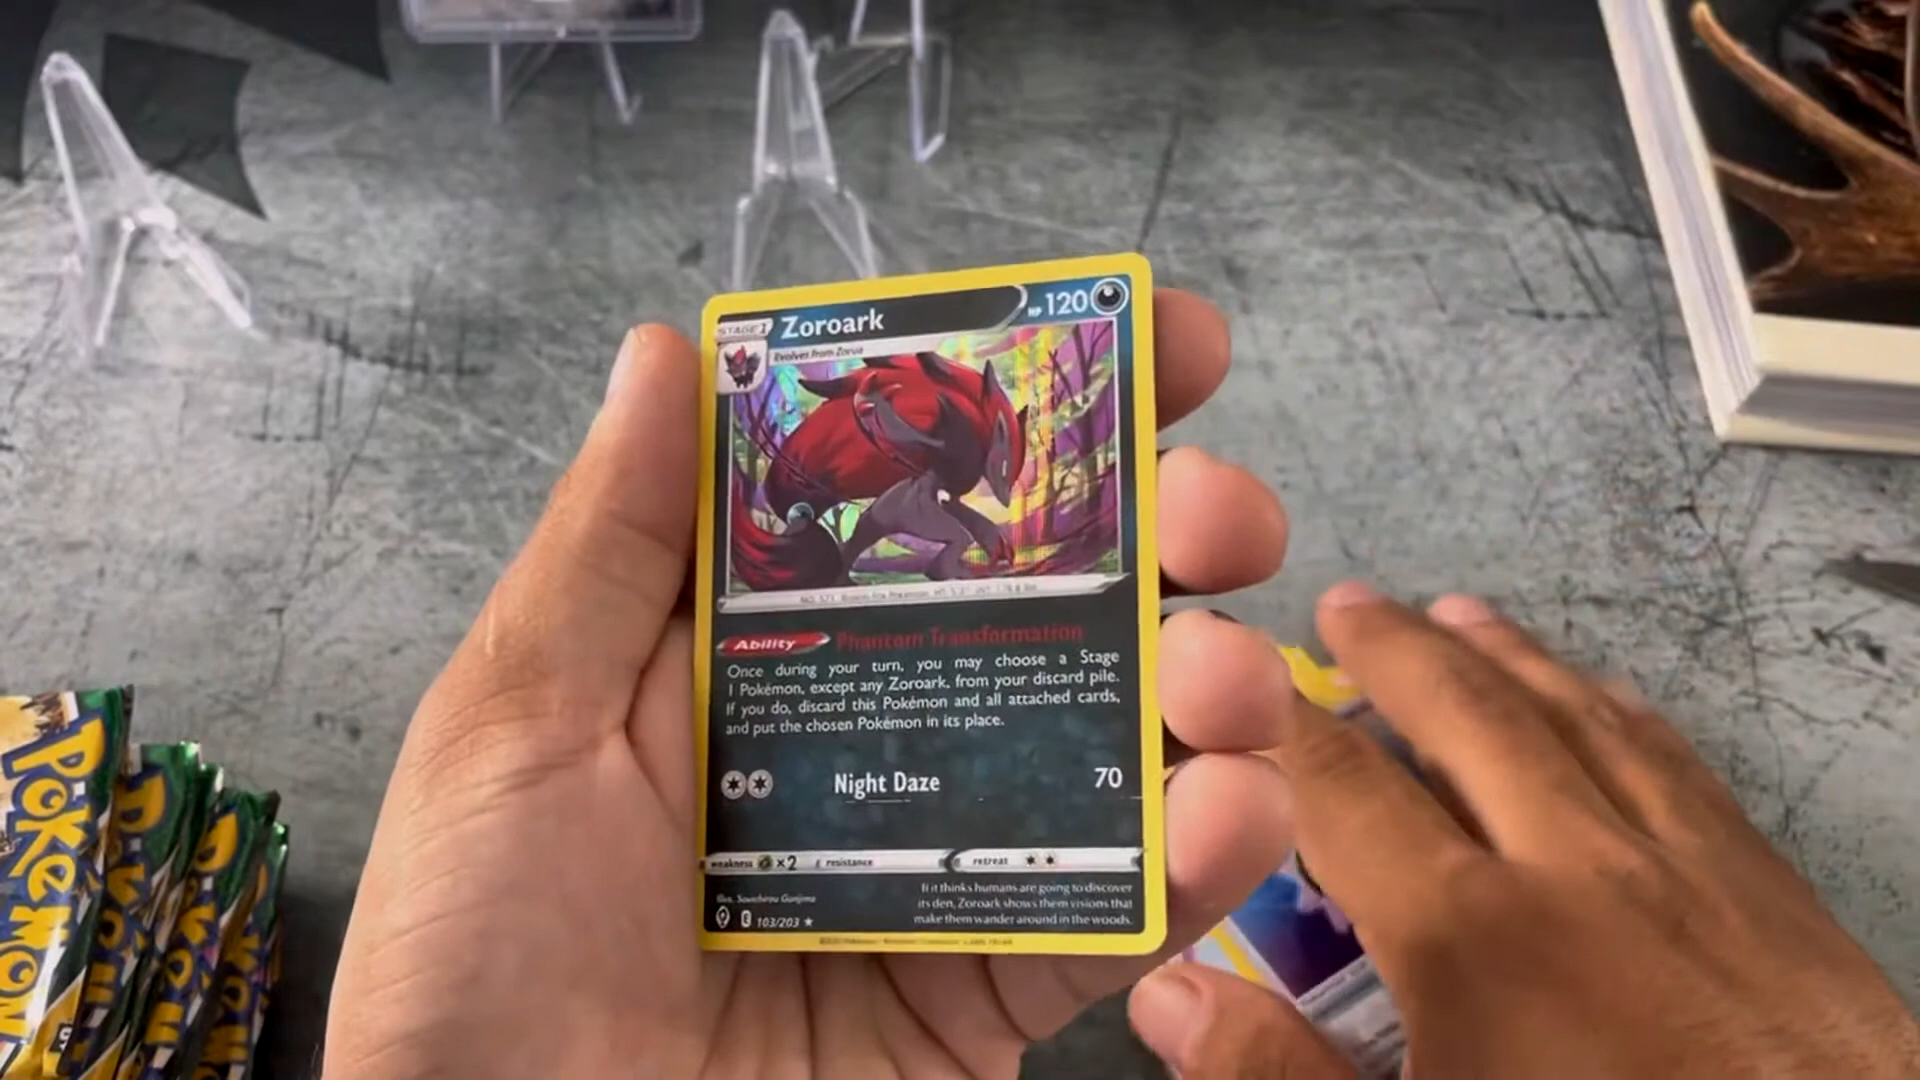 STAGE 1
Zoroark
HP 120
Evolves from Zorua
Ability
Phantom Transformation
Once during your turn, you may choose a Stage
1 Pokémon, except any Zoroark, from your discard pile.
If you do, discard this Pokémon and all attached cards,
and put the chosen Pokémon in its place.
Night Daze
70
weakness
×2
resistance
retreat
Illus. Souichirou Gunjima
If it thinks humans are going to discover
its den, Zoroark shows them visions that
make them wander around in the woods.
E
103/203
POKéMON